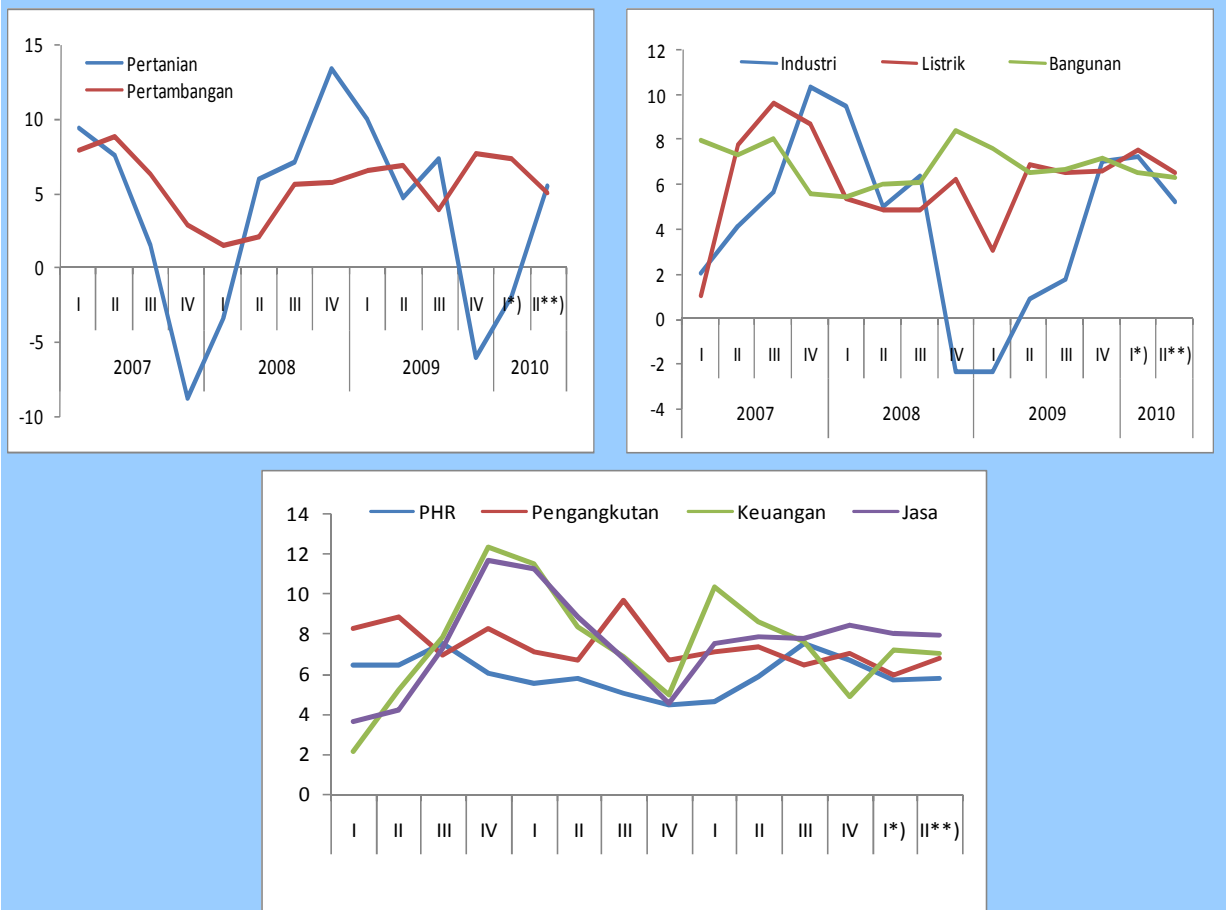 15
10
5
0
-5
-10
Pertanian
Pertambangan
I II III IV I II III IV I II III IV I*) II**)
2007 2008 2009 2010
12
10
8
6
4
2
0
-2
-4
Industri Listrik Bangunan
I II III IV I II III IV I II III IV I*) II**)
2007 2008 2009 2010
14
12
10
8
6
4
2
0
PHR Pengangkutan Keuangan Jasa
I II III IV I II III IV I II III IV I*) II**)